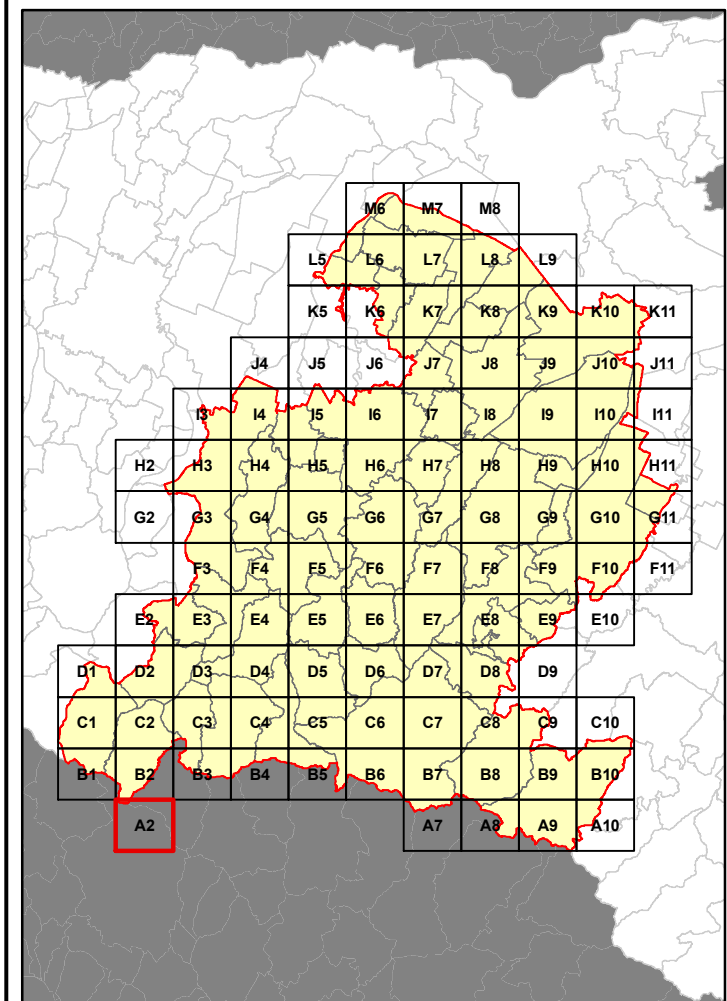 M6 M7 M8
L5 L6 L7 L8 L9
K5 K6 K7 K8 K9 K10 K11
J4 J5 J6 J7 J8 J9 J10 J11
I3 I4 I5 I6 I7 I8 I9 I10 I11
H2 H3 H4 H5 H6 H7 H8 H9 H10 H11
G2 G3 G4 G5 G6 G7 G8 G9 G10 G11
F3 F4 F5 F6 F7 F8 F9 F10 F11
E2 E3 E4 E5 E6 E7 E8 E9 E10
D1 D2 D3 D4 D5 D6 D7 D8 D9
C1 C2 C3 C4 C5 C6 C7 C8 C9 C10
B1 B2 B3 B4 B5 B6 B7 B8 B9 B10
A2 A7 A8 A9 A10